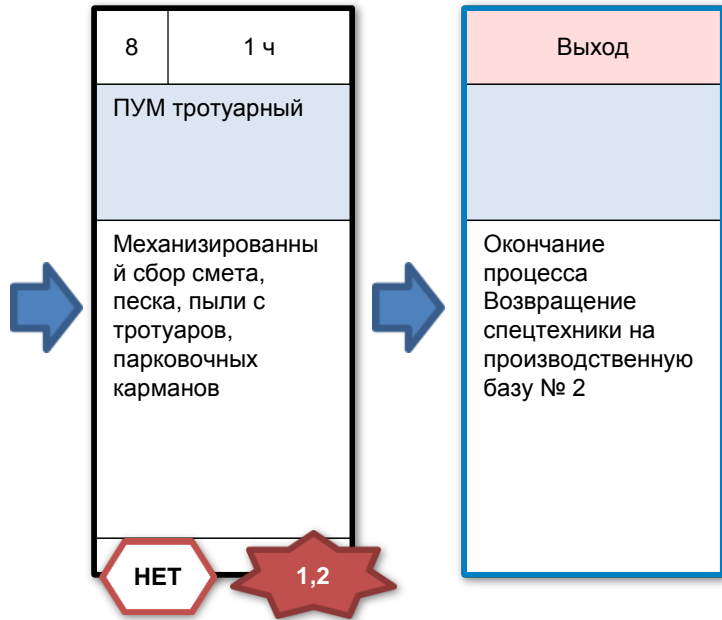 8
1 ч
ПУМ тротуарный
Механизированны
й сбор смета,
песка, пыли с
тротуаров,
парковочных
карманов
НЕТ
1,2
Выход
Окончание
процесса
Возвращение
спецтехники на
производственную
базу № 2